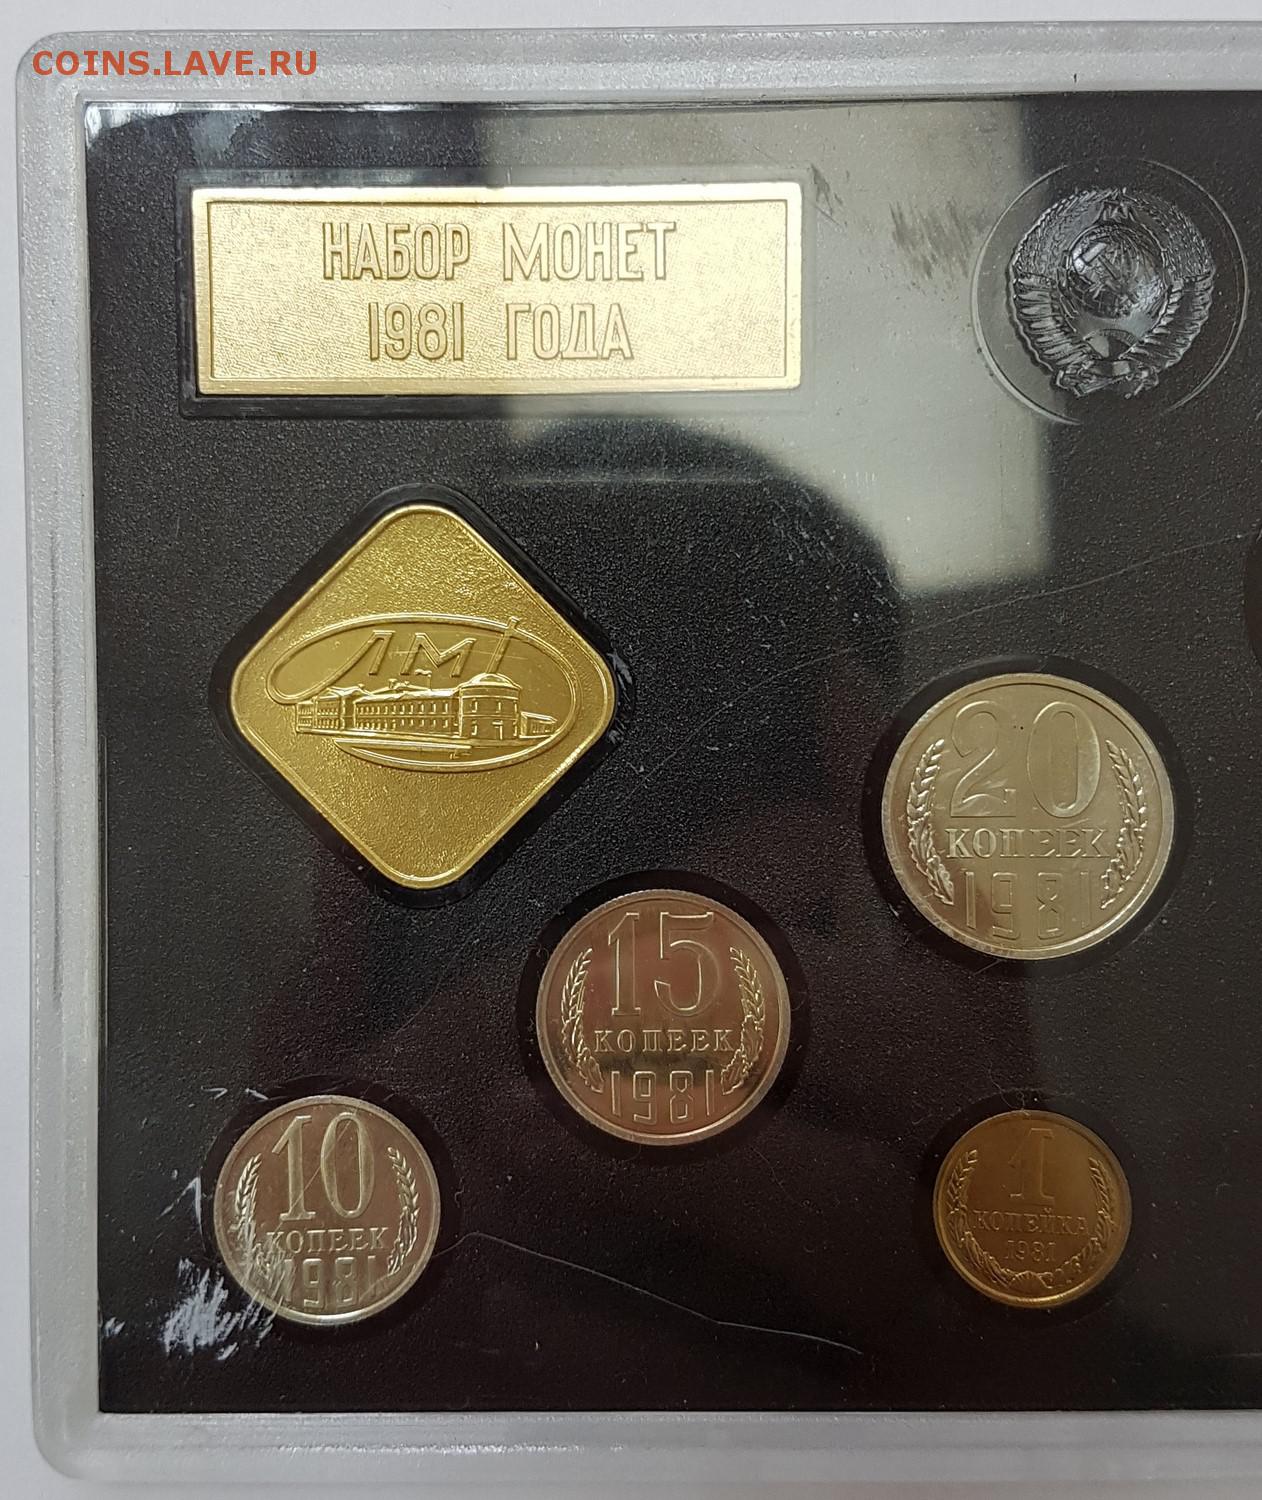 COINS.LAVE.RU
НАБОР МОНЕТ
1981 ГОДА
ЛМ
20
КОПЕЕК
1981
15
КОПЕЕК
1981
10
КОПЕЕК
1981
1
КОПЕЙКА
1981